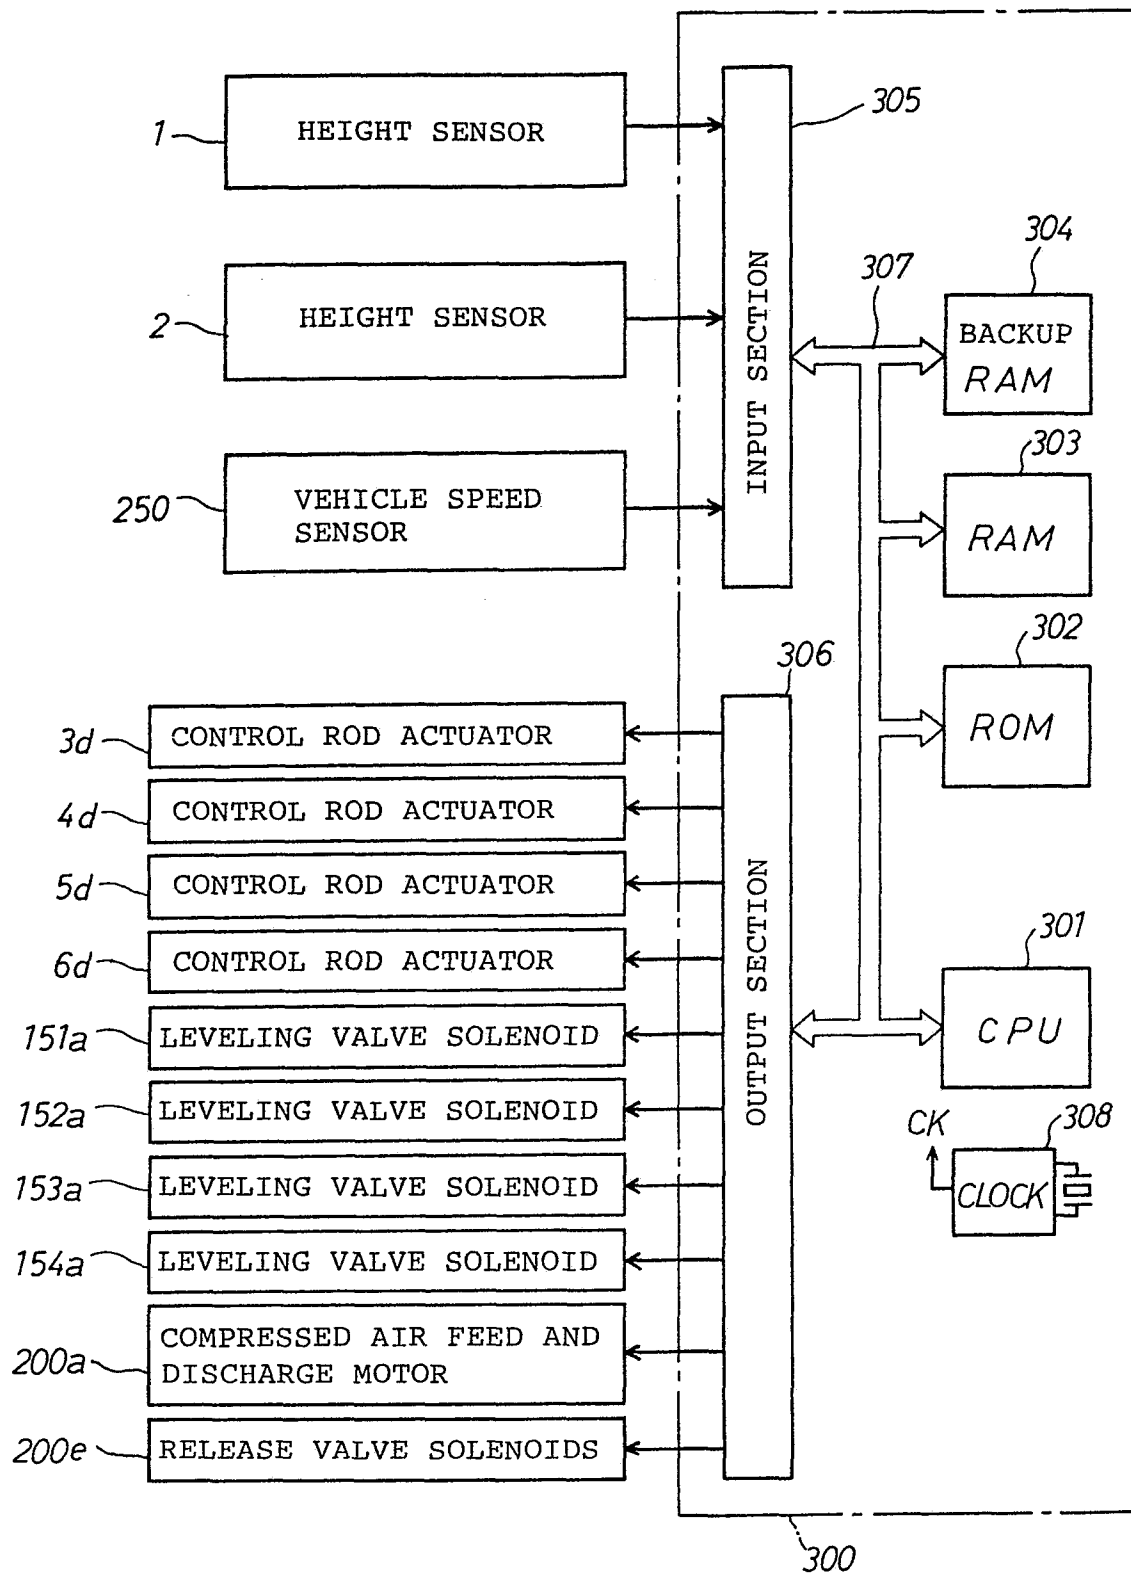 305
1
HEIGHT SENSOR
2
HEIGHT SENSOR
250
VEHICLE SPEED
SENSOR
INPUT SECTION
307
304
BACKUP
RAM
303
RAM
302
ROM
301
CPU
CK
308
CLOCK
306
OUTPUT SECTION
3d
CONTROL ROD ACTUATOR
4d
CONTROL ROD ACTUATOR
5d
CONTROL ROD ACTUATOR
6d
CONTROL ROD ACTUATOR
151a
LEVELING VALVE SOLENOID
152a
LEVELING VALVE SOLENOID
153a
LEVELING VALVE SOLENOID
154a
LEVELING VALVE SOLENOID
200a
COMPRESSED AIR FEED AND
DISCHARGE MOTOR
200e
RELEASE VALVE SOLENOIDS
300